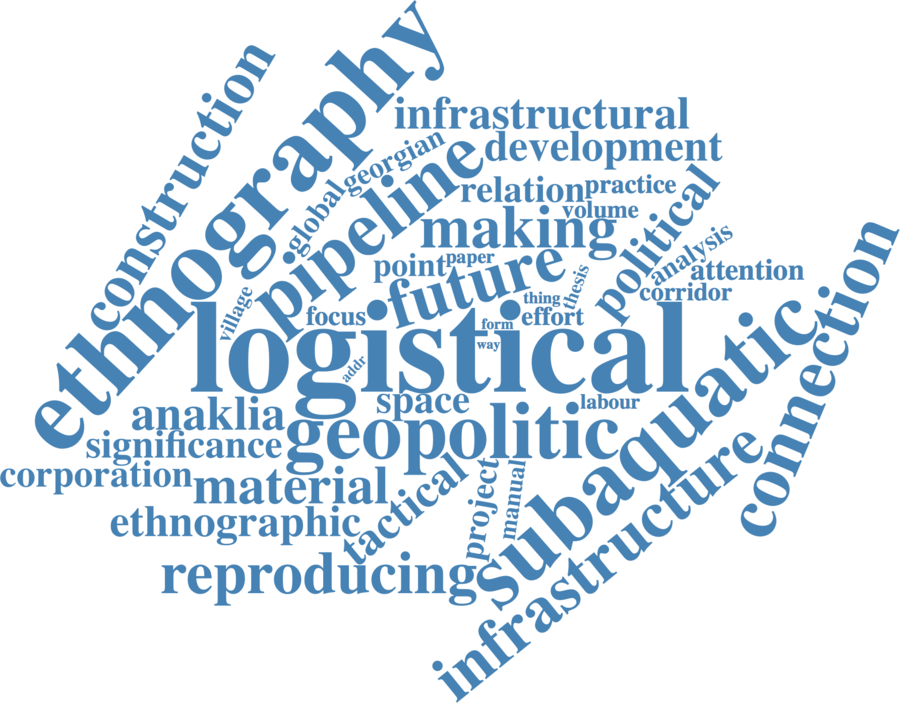 construction
ethnography
infrastructural
georgian
development
global
pipeline
relation
practice
volume
making
political
analysis
point
paper
attention
village
future
thing
thesis
corridor
focus
form
effort
connection
logistical
way
addr
space
labour
subaquatic
anaklia
geopolitic
significance
corporation
material
tactical
project
manual
infrastructure
ethnographic
reproducing